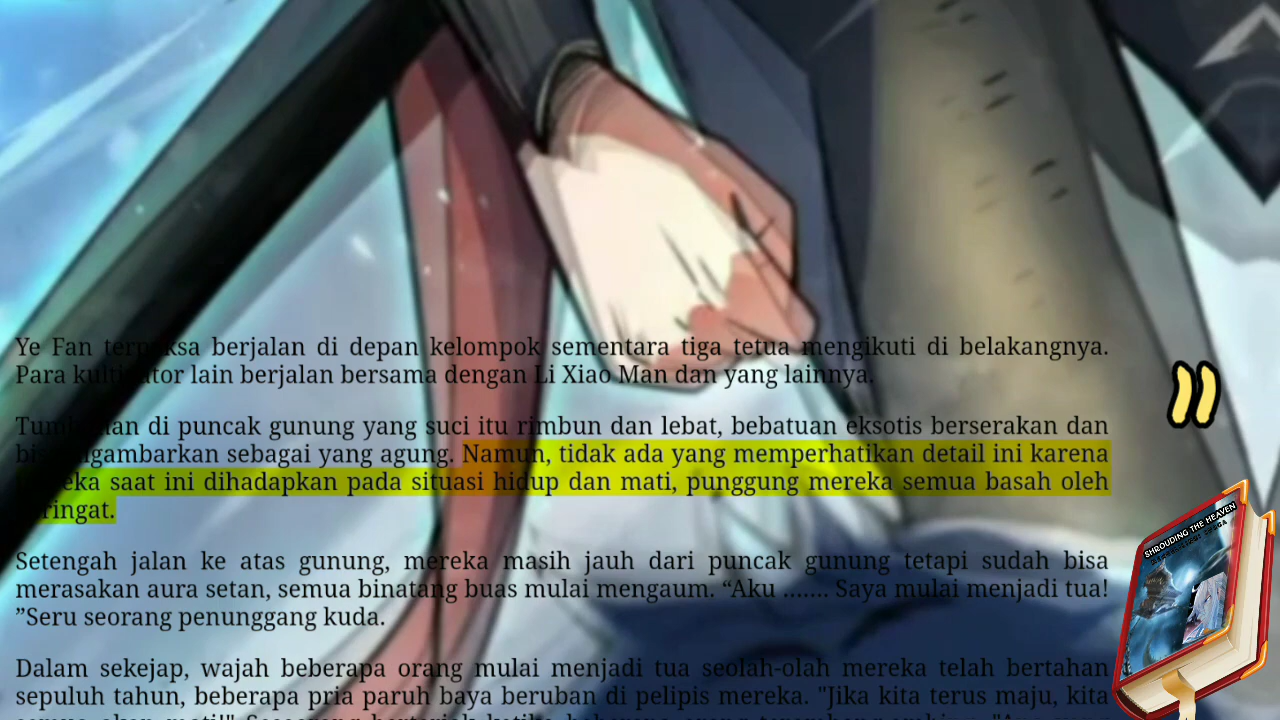 Ye Fan terpaksa berjalan di depan kelompok sementara tiga tetua mengikuti di belakangnya.
Para kultivator lain berjalan bersama dengan Li Xiao Man dan yang lainnya.
Tumbuhan di puncak gunung yang suci itu rimbun dan lebat, bebatuan eksotis berserakan dan
bisa digambarkan sebagai yang agung. Namun, tidak ada yang memperhatikan detail ini karena
mereka saat ini dihadapkan pada situasi hidup dan mati, punggung mereka semua basah oleh
keringat.
Setengah jalan ke atas gunung, mereka masih jauh dari puncak gunung tetapi sudah bisa
merasakan aura setan, semua binatang buas mulai mengaum. “Aku ....... Saya mulai menjadi tua!
”Seru seorang penunggang kuda.
Dalam sekejap, wajah beberapa orang mulai menjadi tua seolah-olah mereka telah bertahan
sepuluh tahun, beberapa pria paruh baya beruban di pelipis mereka. "Jika kita terus maju, kita
SHROUDING THE HEAVEN